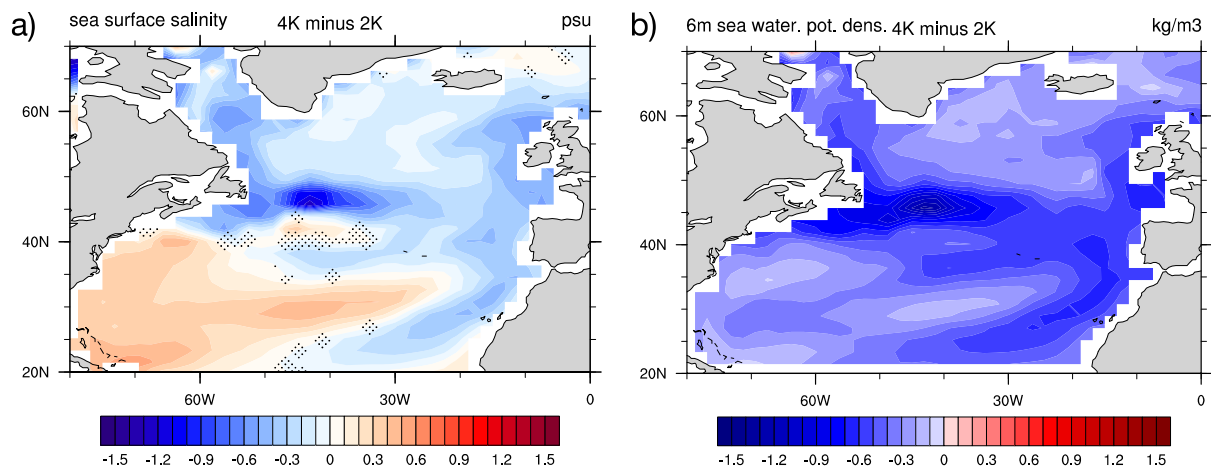 a) sea surface salinity 4K minus 2K psu
60N
40N
20N
60W 30W 0
-1.5 -1.2 -0.9 -0.6 -0.3 0 0.3 0.6 0.9 1.2 1.5
b) 6m sea water. pot. dens. 4K minus 2K kg/m3
60N
40N
20N
60W 30W 0
-1.5 -1.2 -0.9 -0.6 -0.3 0 0.3 0.6 0.9 1.2 1.5